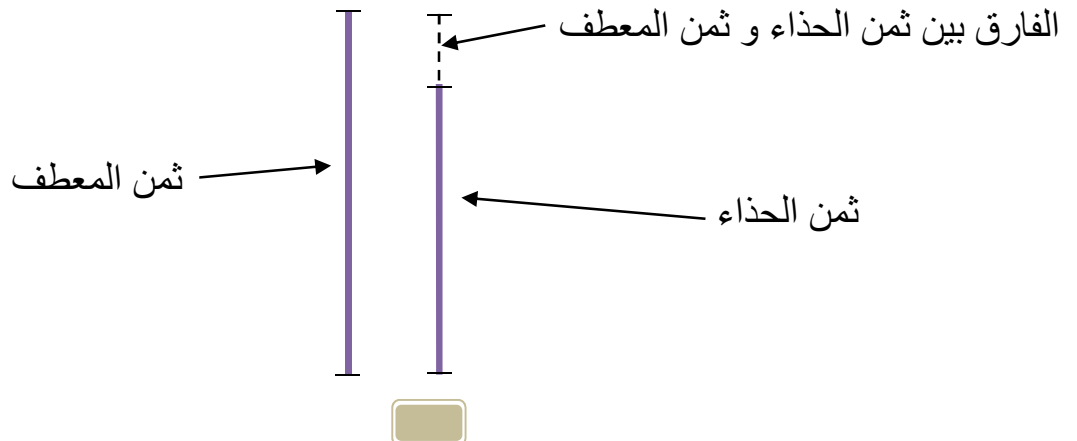 الفارق بين ثمن الحذاء و ثمن المعطف
ثمن المعطف
ثمن الحذاء